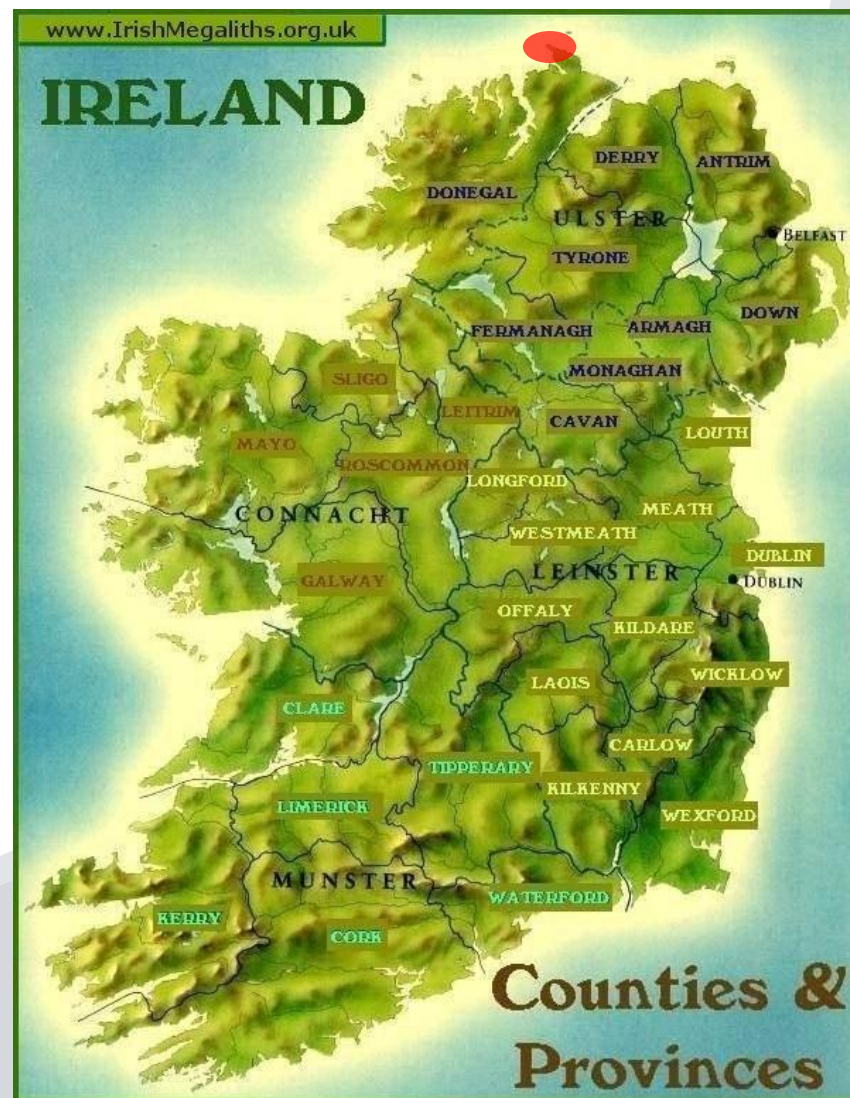 www.IrishMegaliths.org.uk
IRELAND
DERRY
ANTRIM
DONEGAL
ULSTER
BELFAST
TYRONE
DOWN
FERMANAGH
ARMAGH
MONAGHAN
SLIGO
LEITRIM
CAVAN
LOUTH
MAYO
ROSCOMMON
LONGFORD
MEATH
CONNACHT
WESTMEATH
DUBLIN
LEINSTER
DUBLIN
GALWAY
OFFALY
KILDARE
LAOIS
WICKLOW
CLARE
CARLOW
TIPPERARY
KILKENNY
LIMERICK
WEXFORD
MUNSTER
WATERFORD
KERRY
CORK
Counties &
Provinces